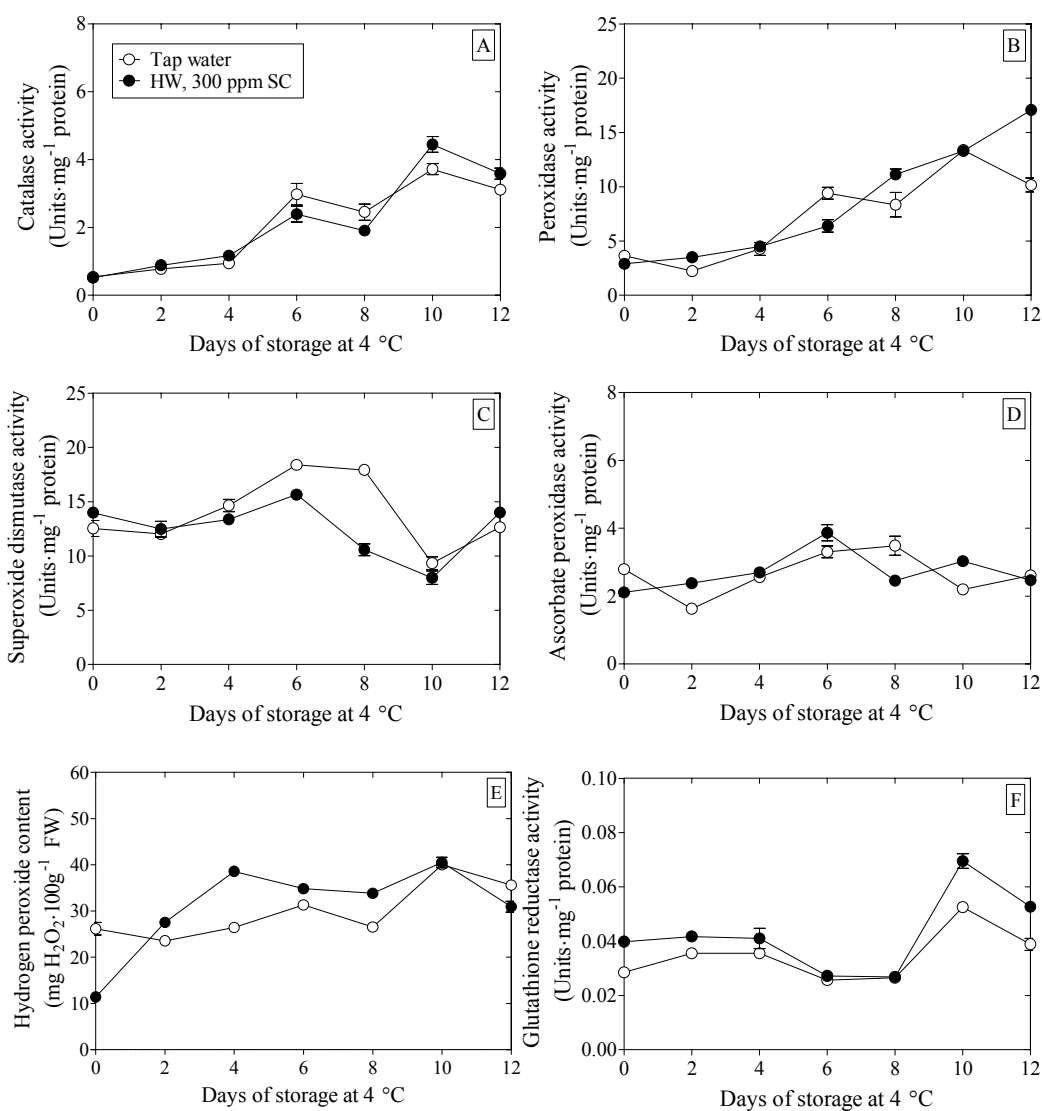 8
6
4
2
0
Catalase activity
(Units·mg⁻¹ protein)
Tap water
HW, 300 ppm SC
A
0 2 4 6 8 10 12
Days of storage at 4 °C
25
20
15
10
5
0
Peroxidase activity
(Units·mg⁻¹ protein)
B
0 2 4 6 8 10 12
Days of storage at 4 °C
25
20
15
10
5
0
Superoxide dismutase activity
(Units·mg⁻¹ protein)
C
0 2 4 6 8 10 12
Days of storage at 4 °C
8
6
4
2
0
Ascorbate peroxidase activity
(Units·mg⁻¹ protein)
D
0 2 4 6 8 10 12
Days of storage at 4 °C
60
50
40
30
20
10
0
Hydrogen peroxide content
(mg H₂O₂·100g⁻¹ FW)
E
0 2 4 6 8 10 12
Days of storage at 4 °C
0.10
0.08
0.06
0.04
0.02
0.00
Glutathione reductase activity
(Units·mg⁻¹ protein)
F
0 2 4 6 8 10 12
Days of storage at 4 °C